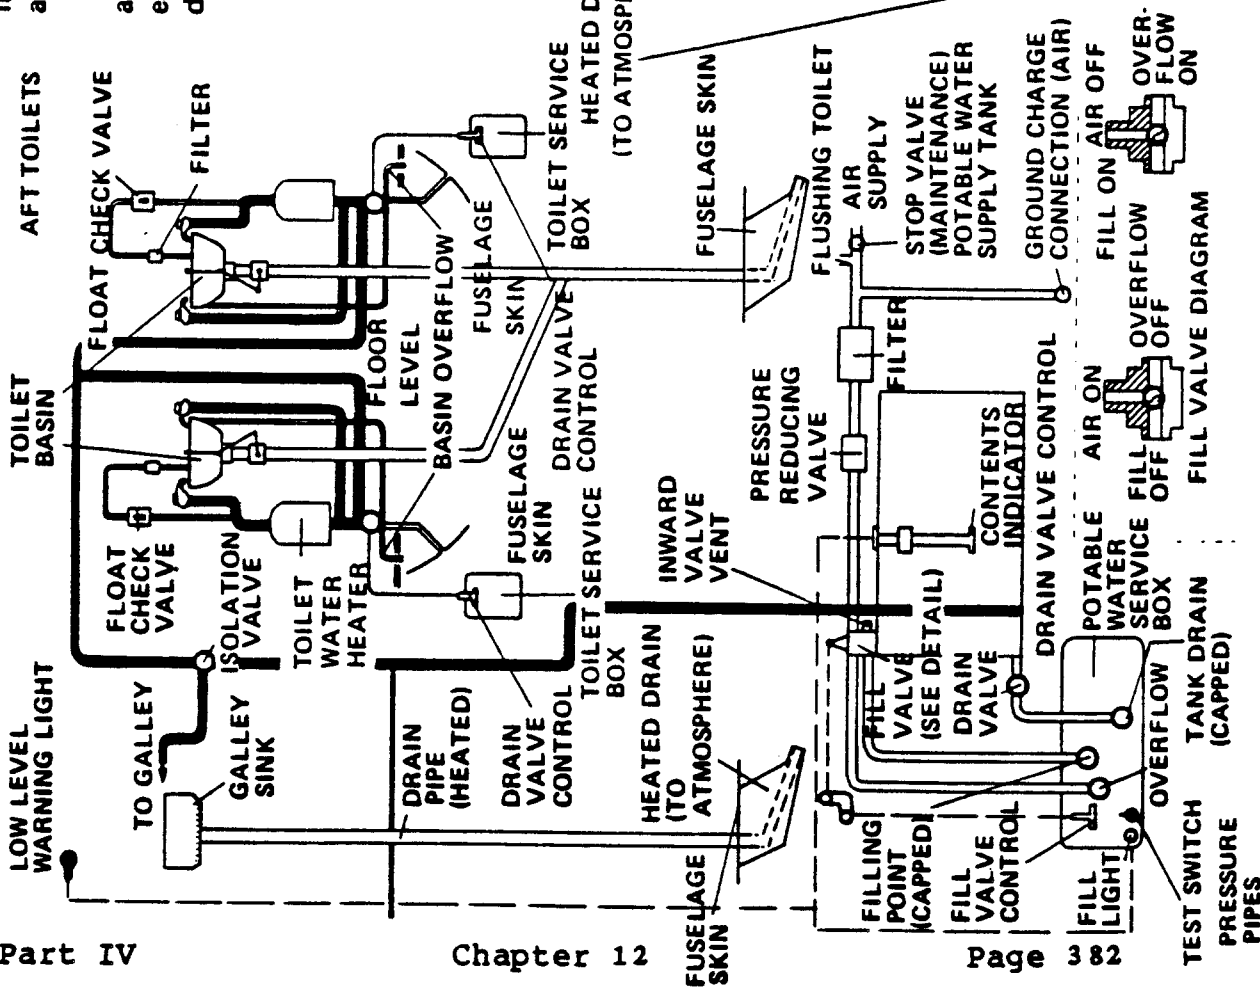 AFT TOILETS
FLOAT CHECK VALVE
FILTER
TOILET SERVICE
HEATED D
(TO ATMOSP
FUSELAGE SKIN
FLUSHING TOILET
AIR
SUPPLY
STOP VALVE
(MAINTENANCE)
POTABLE WATER
SUPPLY TANK
GROUND CHARGE
CONNECTION (AIR)
FILL ON AIR OFF
OVER-
FLOW
ON
TOILET
BASIN
FLOOR
LEVEL
BASIN OVERFLOW
FUSELAGE
SKIN
TOILET SERVICE
BOX
DRAIN VALVE
CONTROL
PRESSURE
REDUCING
VALVE
FILTER
CONTENTS
INDICATOR
DRAIN VALVE CONTROL
AIR ON
OVERFLOW
OFF
FILL
OFF
FILL VALVE DIAGRAM
FLOAT
CHECK
VALVE
ISOLATION
VALVE
TOILET
WATER
HEATER
FUSELAGE
SKIN
TOILET SERVICE
BOX
INWARD
VALVE
VENT
POTABLE
WATER
SERVICE
BOX
LOW LEVEL
WARNING LIGHT
TO GALLEY
GALLEY
SINK
DRAIN
PIPE
(HEATED)
DRAIN
VALVE
CONTROL
HEATED DRAIN
(TO
ATMOSPHERE)
FUSELAGE
SKIN
FILL
VALVE
(SEE DETAIL)
DRAIN
VALVE
FILLING
POINT
(CAPPED)
FILL
VALVE
CONTROL
FILL
LIGHT
OVERFLOW
TANK DRAIN
(CAPPED)
TEST SWITCH
PRESSURE
PIPES
Part IV
Chapter 12
Page 382